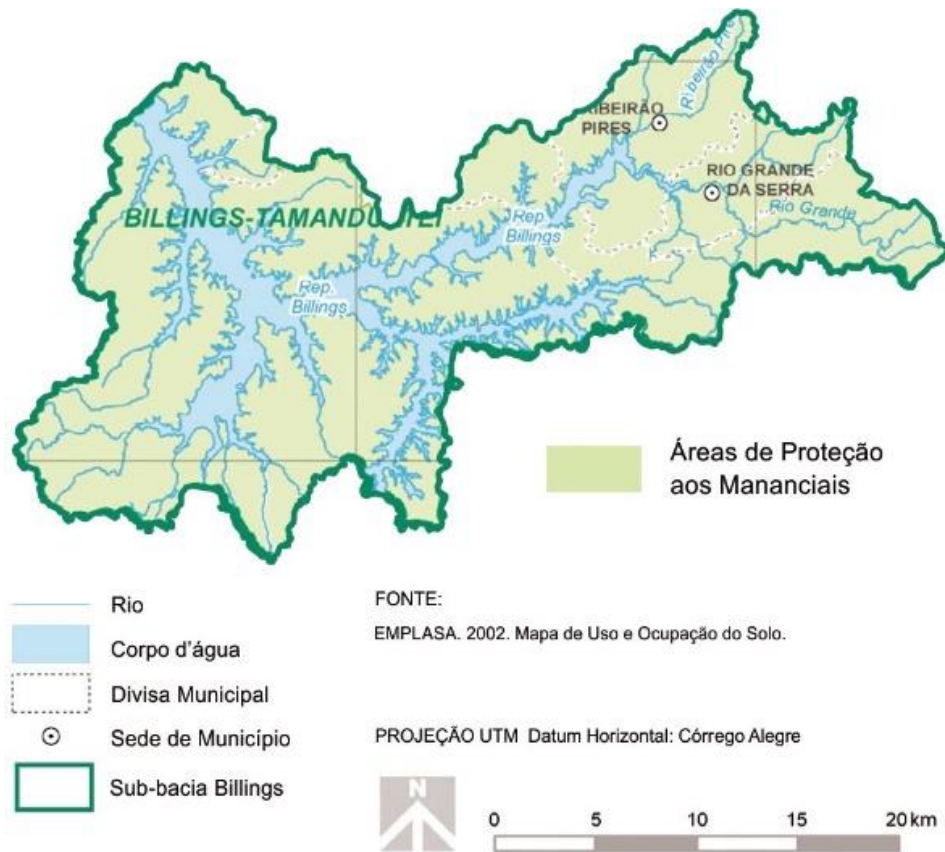 Ribeirão Pires
RIBEIRÃO
PIRES
RIO GRANDE
DA SERRA
Rio Grande
BILLINGS-TAMANDUATEÍ
Rep.
Billings
Rep.
Billings
Áreas de Proteção
aos Mananciais
Rio
Corpo d'água
Divisa Municipal
Sede de Município
Sub-bacia Billings
FONTE:
EMPLASA. 2002. Mapa de Uso e Ocupação do Solo.
PROJEÇÃO UTM Datum Horizontal: Córrego Alegre
N
0 5 10 15 20 km